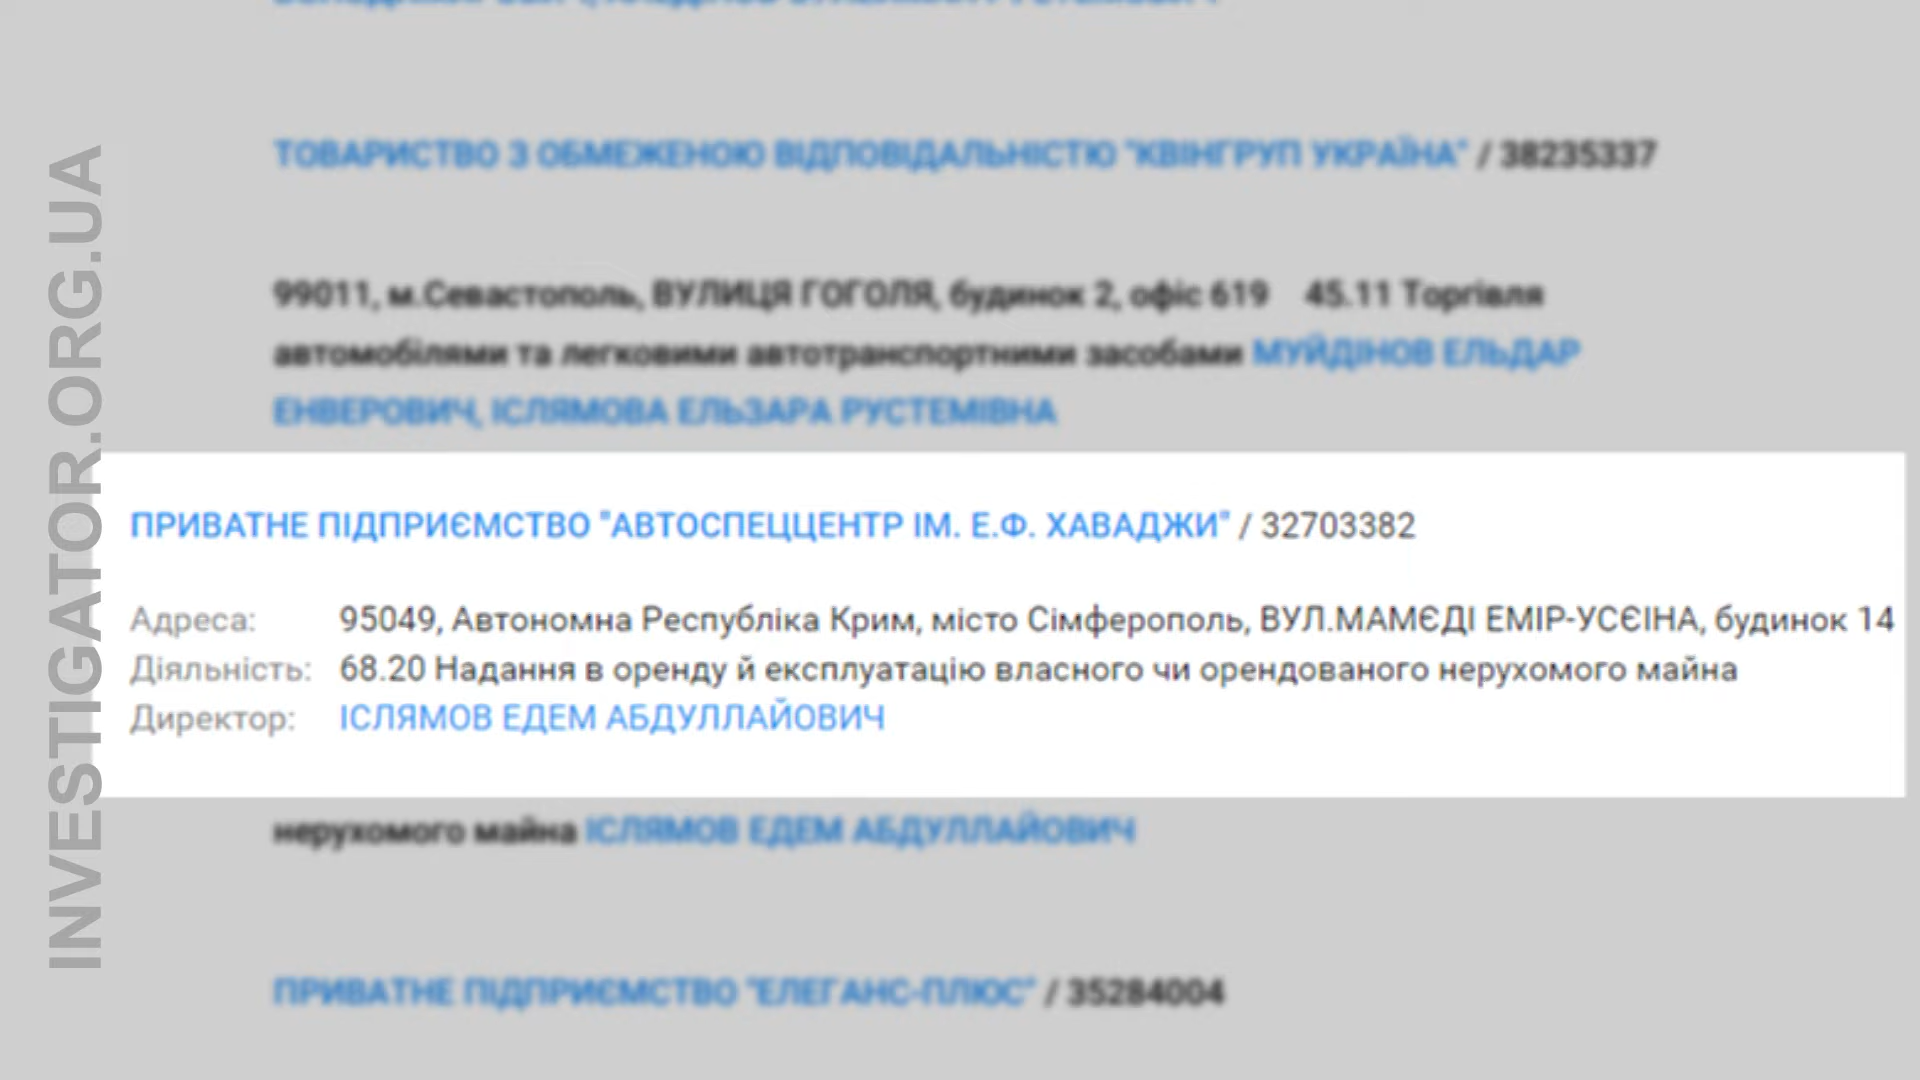 ТОВАРИСТВО З ОБМЕЖЕНОЮ ВІДПОВІДАЛЬНІСТЮ "КВІНГРУП УКРАЇНА" / 38235337
99011, м.Севастополь, ВУЛИЦЯ ГОГОЛЯ, будинок 2, офіс 619 45.11 Торгівля
автомобілями та легковими автотранспортними засобами МУЙДІНОВ ЕЛЬДАР
ЕНВЕРОВИЧ, ІСЛЯМОВА ЕЛЬЗАРА РУСТЕМІВНА
ПРИВАТНЕ ПІДПРИЄМСТВО "АВТОСПЕЦЦЕНТР ІМ. Е.Ф. ХАВАДЖИ" / 32703382
Адреса: 95049, Автономна Республіка Крим, місто Сімферополь, ВУЛ.МАМЄДІ ЕМІР-УСЄІНА, будинок 14
Діяльність: 68.20 Надання в оренду й експлуатацію власного чи орендованого нерухомого майна
Директор: ІСЛЯМОВ ЕДЕМ АБДУЛЛАЙОВИЧ
нерухомого майна ІСЛЯМОВ ЕДЕМ АБДУЛЛАЙОВИЧ
ПРИВАТНЕ ПІДПРИЄМСТВО "ЕЛЕГАНС-ПЛЮС" / 35284004
INVESTIGATOR.ORG.UA